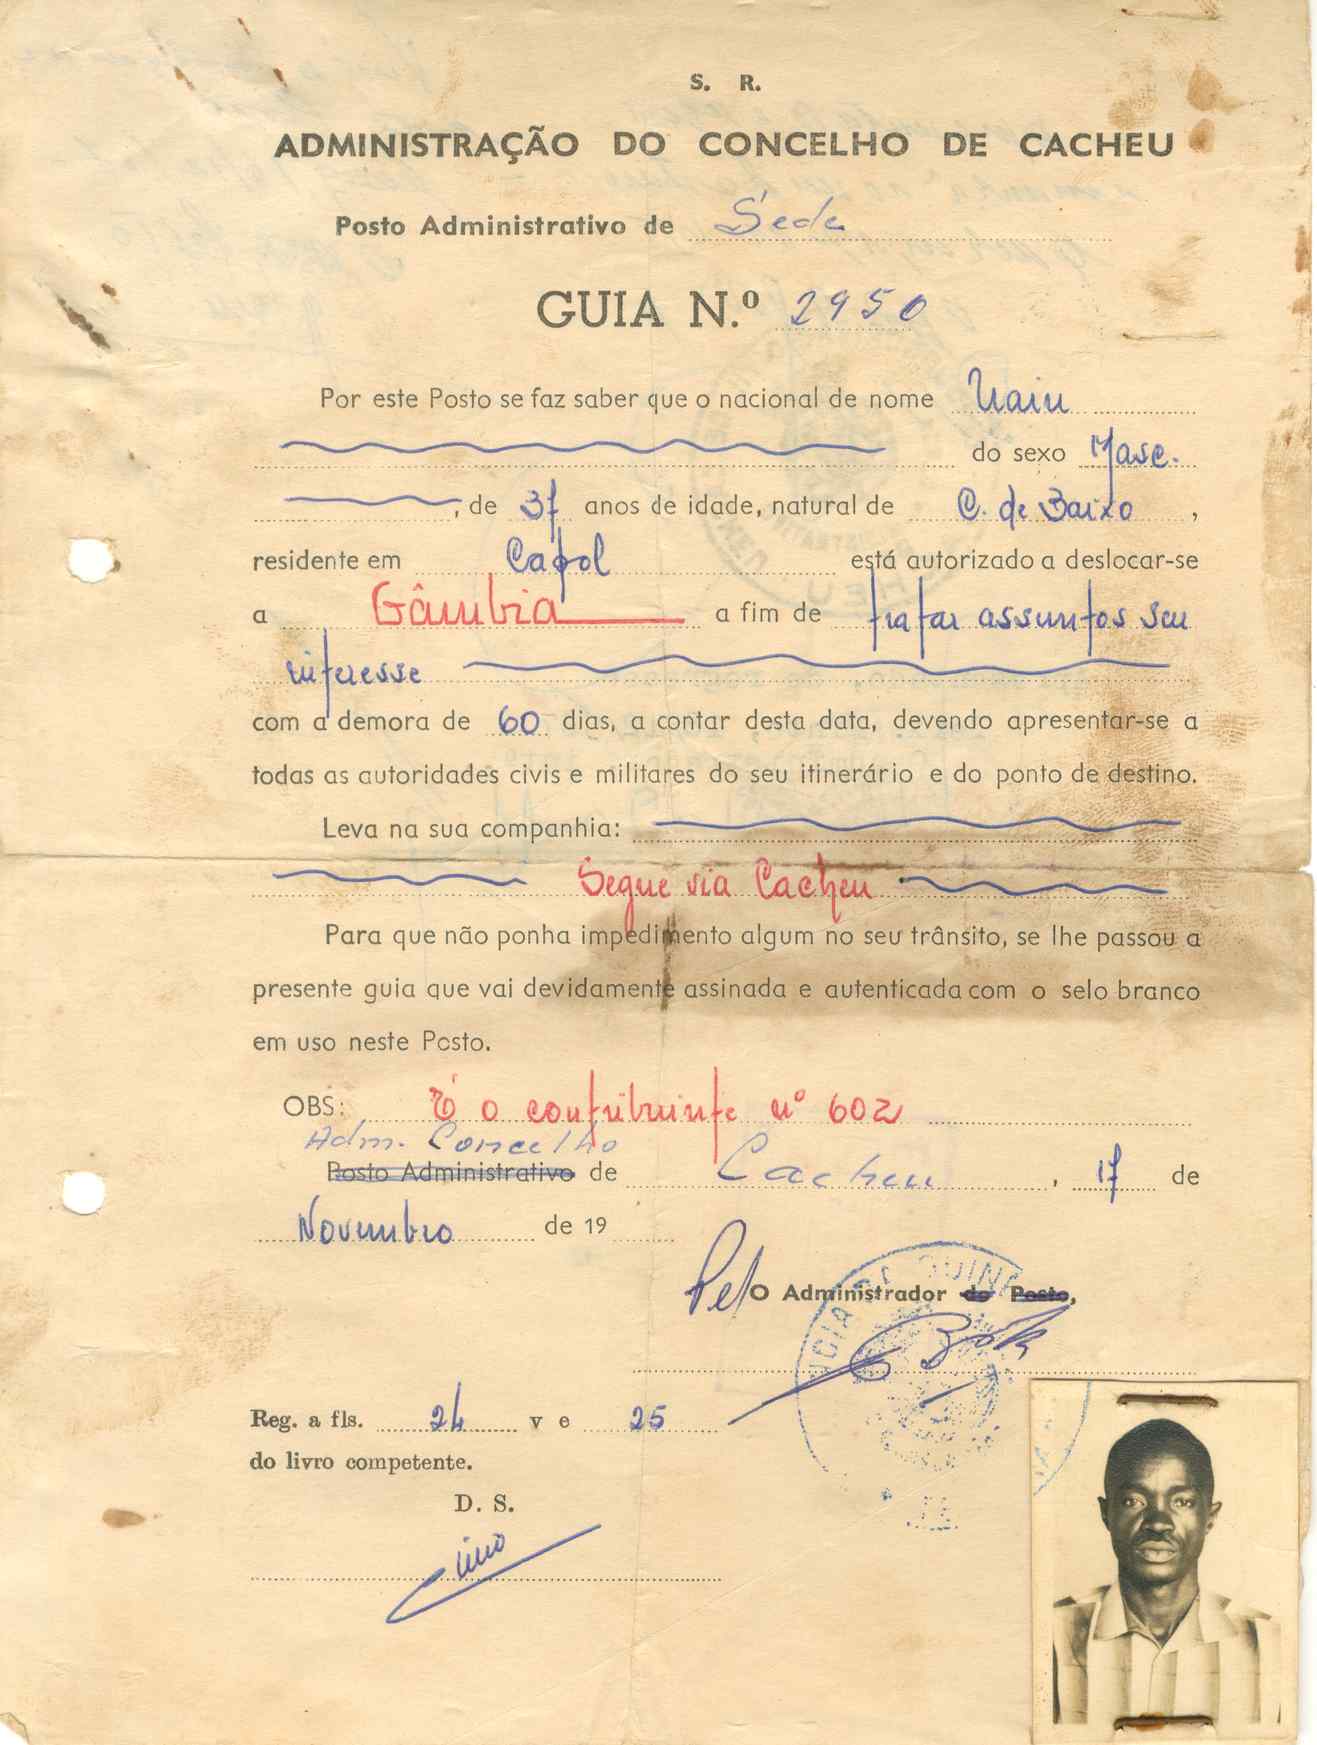 S. R.
ADMINISTRAÇÃO DO CONCELHO DE CACHEU
Posto Administrativo de Sede
GUIA N.º 2950
Por este Posto se faz saber que o nacional de nome Uain
do sexo Masc.
, de 37 anos de idade, natural de C. de Baixo ,
residente em Capol está autorizado a deslocar-se
a Gâmbia a fim de tratar assuntos seu
interesse
com a demora de 60 dias, a contar desta data, devendo apresentar-se a
todas as autoridades civis e militares do seu itinerário e do ponto de destino.
Leva na sua companhia:
Segue via Cacheu
Para que não ponha impedimento algum no seu trânsito, se lhe passou a
presente guia que vai devidamente assinada e autenticada com o selo branco
em uso neste Posto.
OBS: É o contribuinte nº 602
Adm. Concelho
Posto Administrativo de Cacheu , 17 de
Novembro de 19
Pel O Administrador do Posto,
Reg. a fls. 24 v e 25
do livro competente.
D. S.